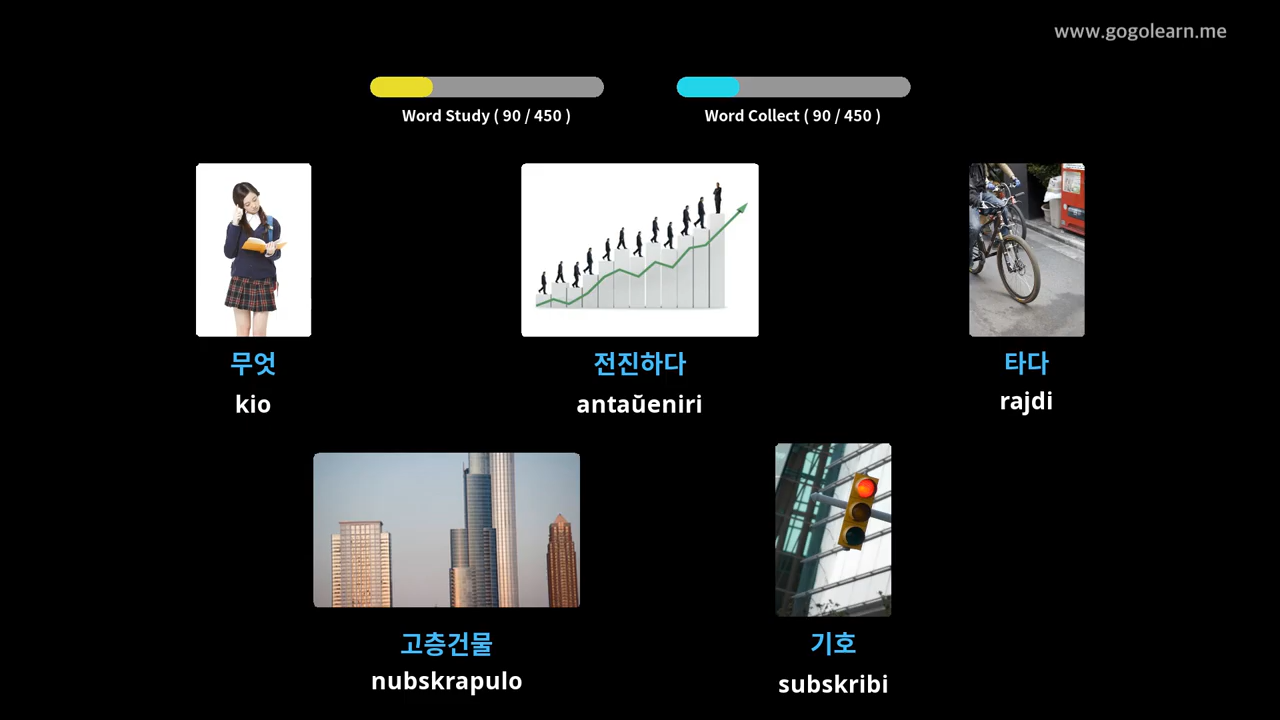 www.gogolearn.me
Word Study ( 90 / 450 )
Word Collect ( 90 / 450 )
무엇
kio
전진하다
antaŭeniri
타다
rajdi
고층건물
nubskrapulo
기호
subskribi